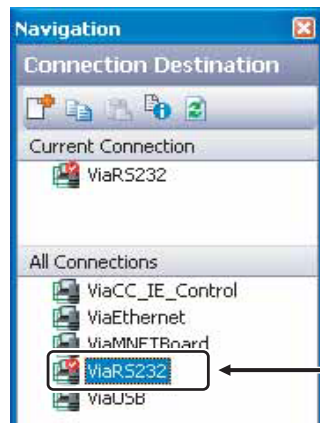 Navigation
Connection Destination
Current Connection
ViaRS232
All Connections
ViaCC_IE_Control
ViaEthernet
ViaMNETBoard
ViaRS232
ViaUSB